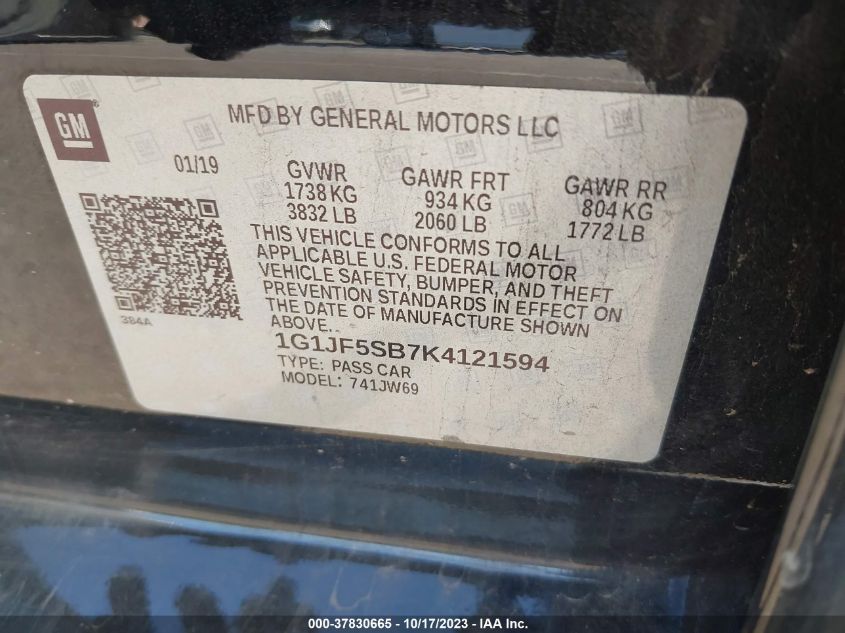 GM
MFD BY GENERAL MOTORS LLC
01/19
GVWR
1738 KG
3832 LB
GAWR FRT
934 KG
2060 LB
GAWR RR
804 KG
1772 LB
THIS VEHICLE CONFORMS TO ALL
APPLICABLE U.S. FEDERAL MOTOR
VEHICLE SAFETY, BUMPER, AND THEFT
PREVENTION STANDARDS IN EFFECT ON
THE DATE OF MANUFACTURE SHOWN
ABOVE.
384A
1G1JF5SB7K4121594
TYPE: PASS CAR
MODEL: 741JW69
000-37830665 - 10/17/2023 - IAA Inc.